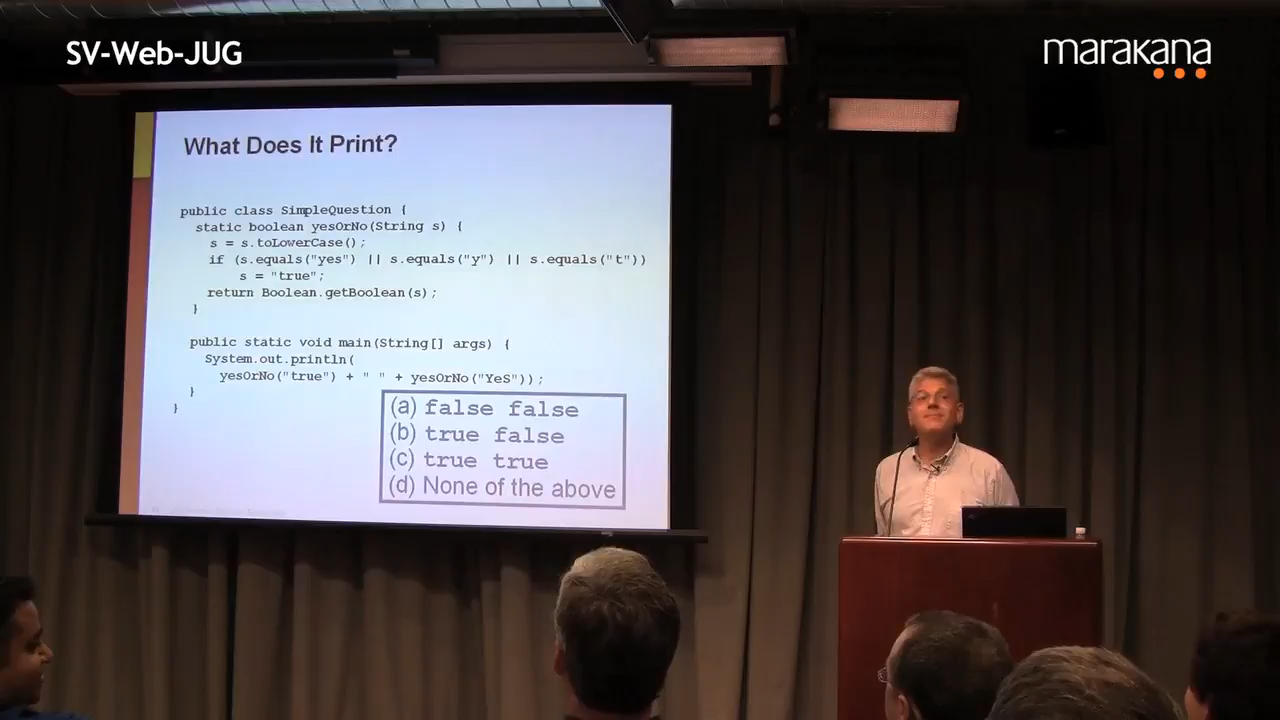 SV-Web-JUG
marakana
What Does It Print?
public class SimpleQuestion {
static boolean yesOrNo(String s) {
s = s.toLowerCase();
if (s.equals("yes") || s.equals("y") || s.equals("t"))
s = "true";
return Boolean.getBoolean(s);
}
public static void main(String[] args) {
System.out.println(
yesOrNo("true") + " " + yesOrNo("YeS"));
}
}
(a) false false
(b) true false
(c) true true
(d) None of the above